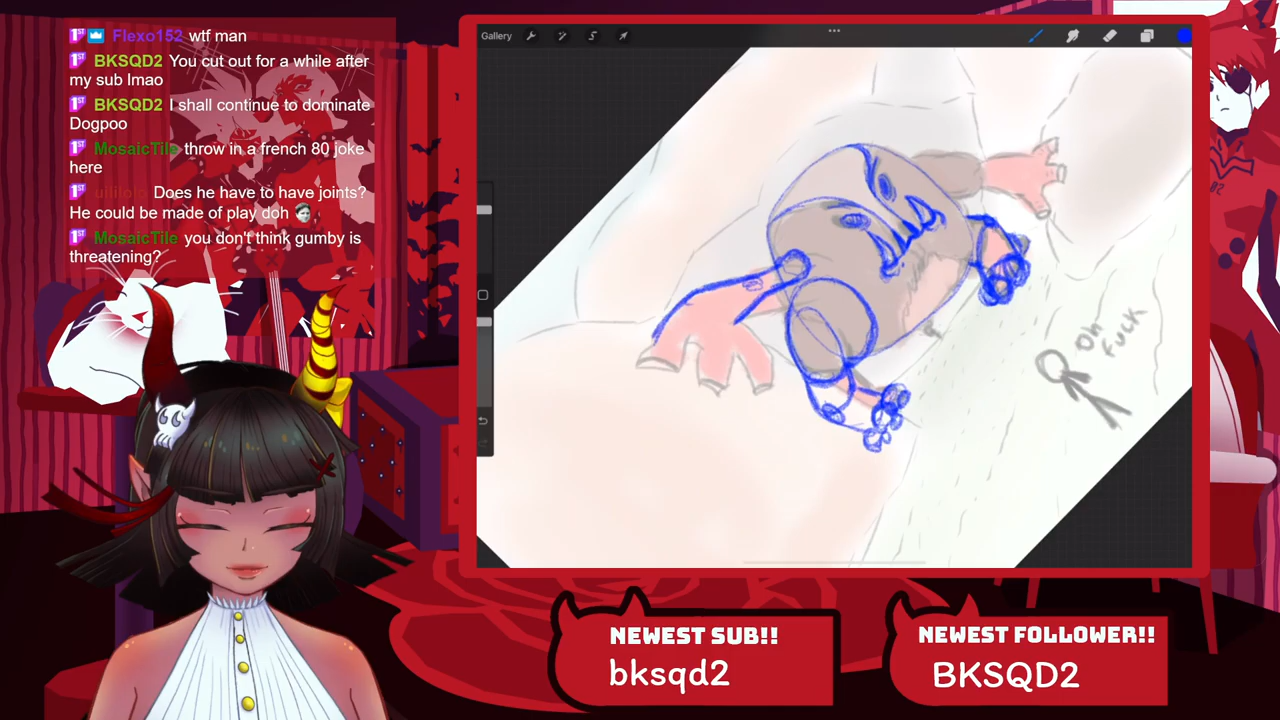 Flexo152 wtf man
BKSQD2 You cut out for a while after
my sub lmao
BKSQD2 I shall continue to dominate
Dogpoo
MosaicTile throw in a french 80 joke
here
Does he have to have joints?
He could be made of play doh
MosaicTile you don't think gumby is
threatening?
Gallery
Oh
fuck
NEWEST SUB!!
bksqd2
NEWEST FOLLOWER!!
BKSQD2